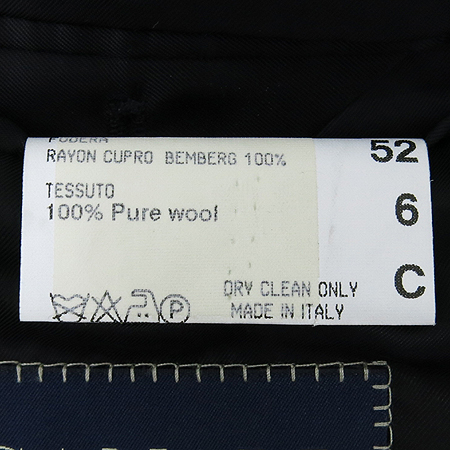 FODERA
RAYON CUPRO BEMBERG 100%
TESSUTO
100% Pure wool
DRY CLEAN ONLY
MADE IN ITALY
52
6
C
P